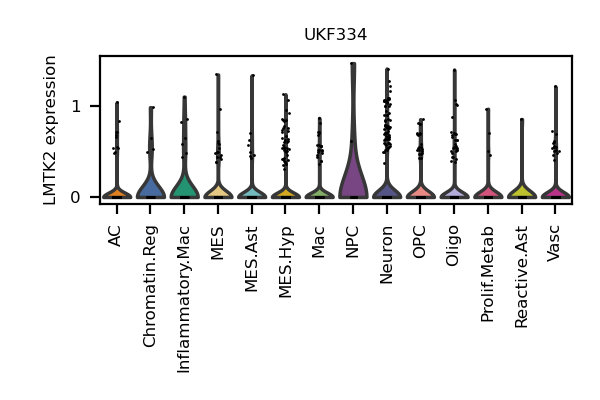 UKF334
LMTK2 expression
1
0
AC
Chromatin.Reg
Inflammatory.Mac
MES
MES.Ast
MES.Hyp
Mac
NPC
Neuron
OPC
Oligo
Prolif.Metab
Reactive.Ast
Vasc